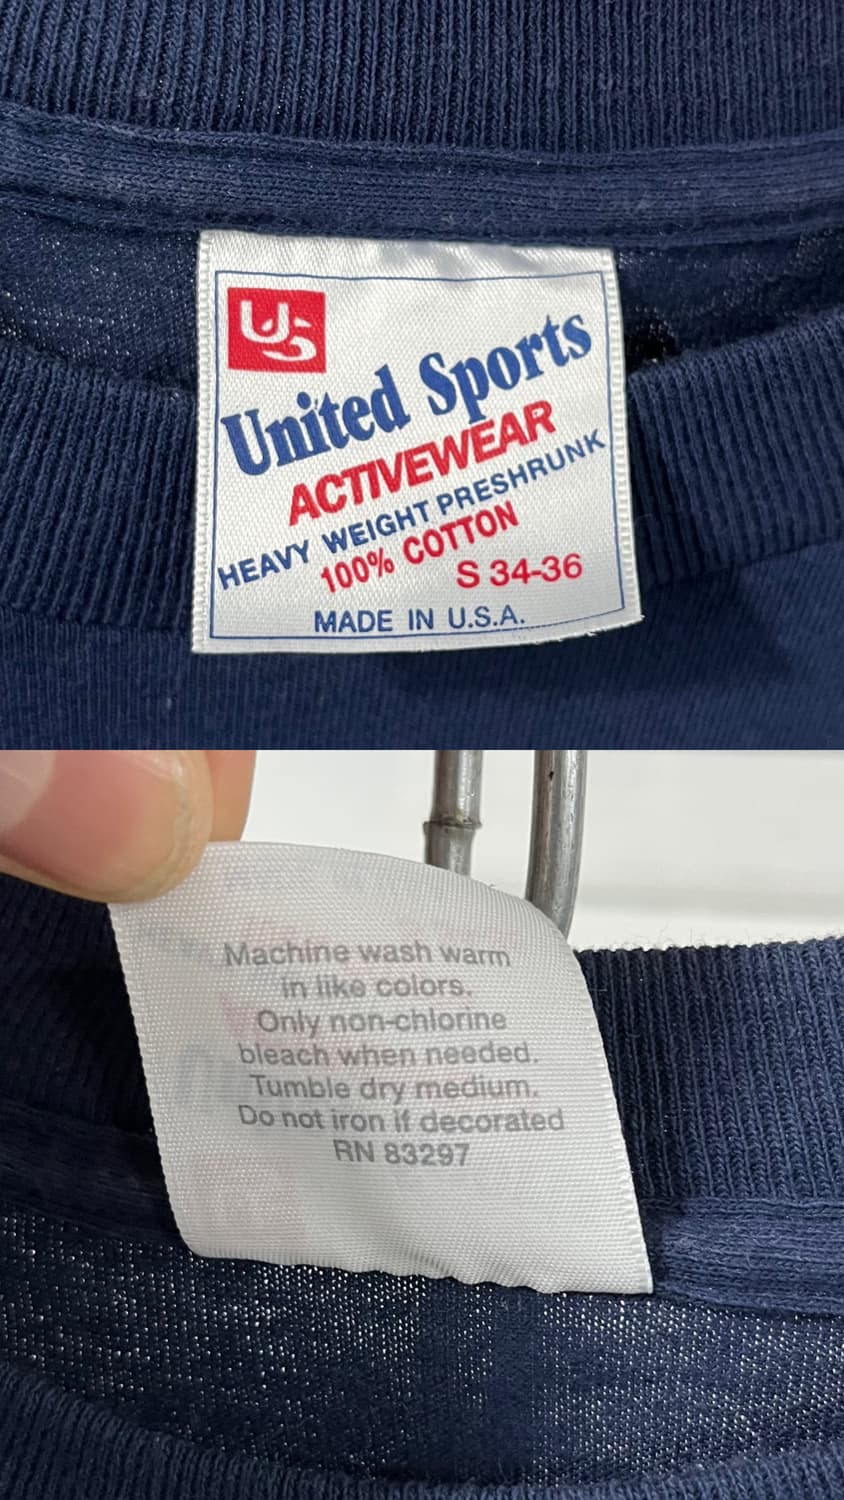 US
United Sports
ACTIVEWEAR
HEAVY WEIGHT PRESHRUNK
100% COTTON
S 34-36
MADE IN U.S.A.
Machine wash warm
in like colors.
Only non-chlorine
bleach when needed.
Tumble dry medium.
Do not iron if decorated
RN 83297